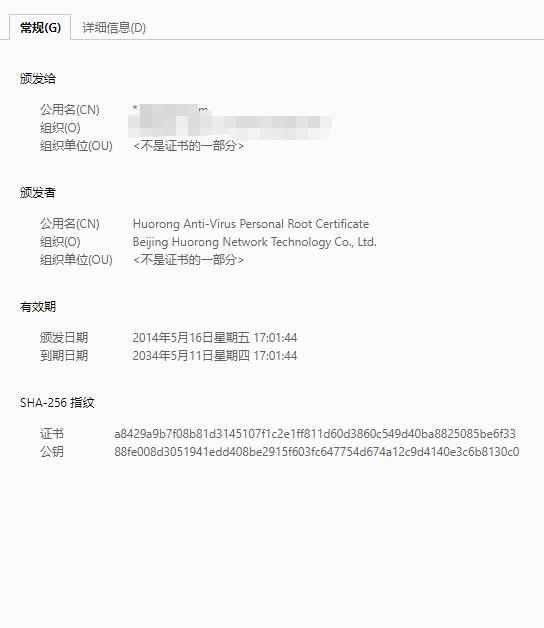 常规(G) 详细信息(D)
颁发给
公用名(CN) * m
组织(O)
组织单位(OU) <不是证书的一部分>
颁发者
公用名(CN) Huorong Anti-Virus Personal Root Certificate
组织(O) Beijing Huorong Network Technology Co., Ltd.
组织单位(OU) <不是证书的一部分>
有效期
颁发日期 2014年5月16日星期五 17:01:44
到期日期 2034年5月11日星期四 17:01:44
SHA-256 指纹
证书 a8429a9b7f08b81d3145107f1c2e1ff811d60d3860c549d40ba8825085be6f33
公钥 88fe008d3051941edd408be2915f603fc647754d674a12c9d4140e3c6b8130c0